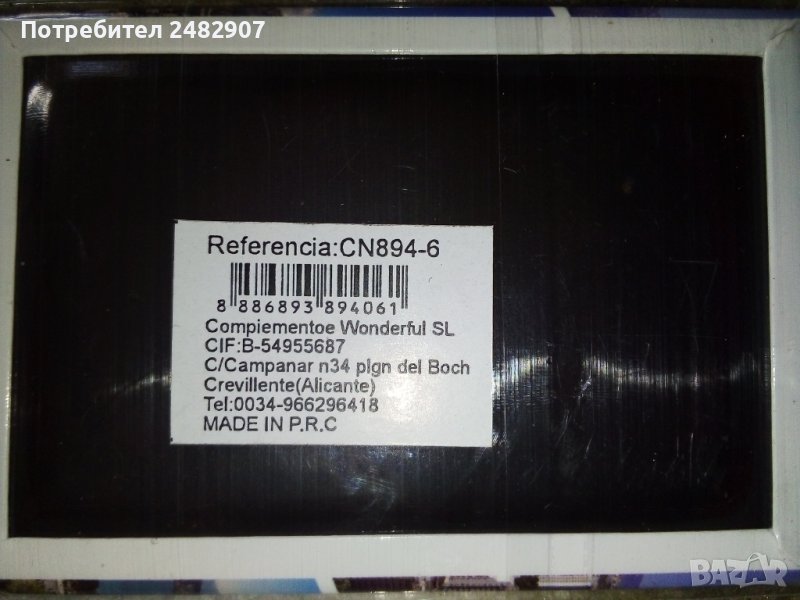 Потребител 2482907
Referencia:CN894-6
8 886893 894061
Compiementoe Wonderful SL
CIF:B-54955687
C/Campanar n34 plgn del Boch
Crevillente(Alicante)
Tel:0034-966296418
MADE IN P.R.C
BAZAR